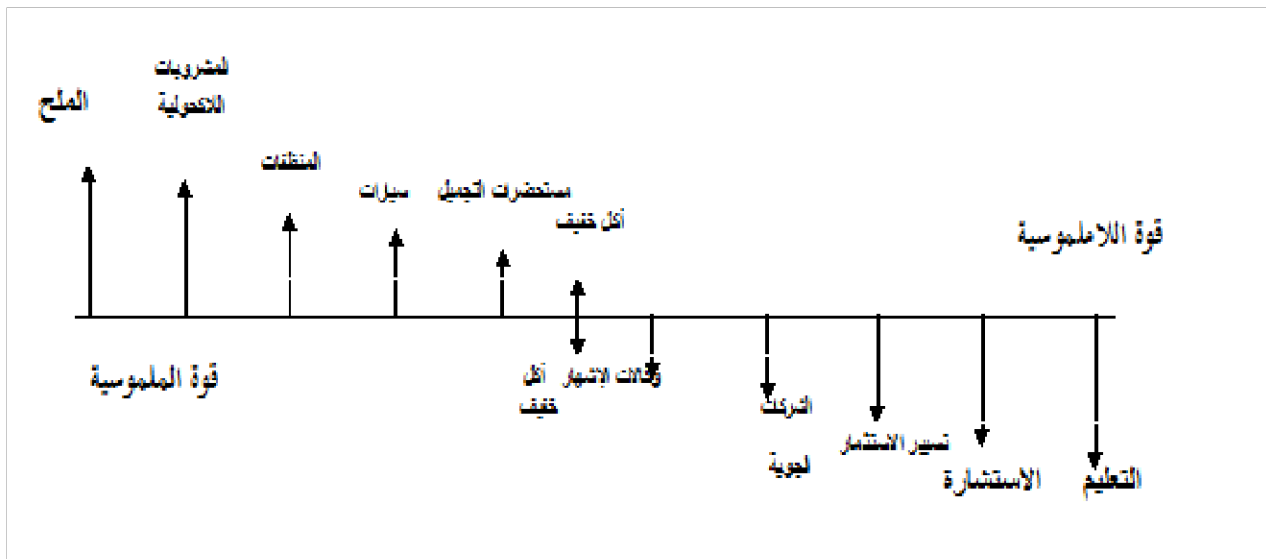 الملح
المشروبات
اللاكحولية
المنظفات
سيارات
مستحضرات التجميل
أكل خفيف
قوة اللاملموسية
قوة الملموسية
أكل
خفيف
وكالات الإشهار
الشركات
الجوية
تسيير الاستثمار
الاستشارة
التعليم